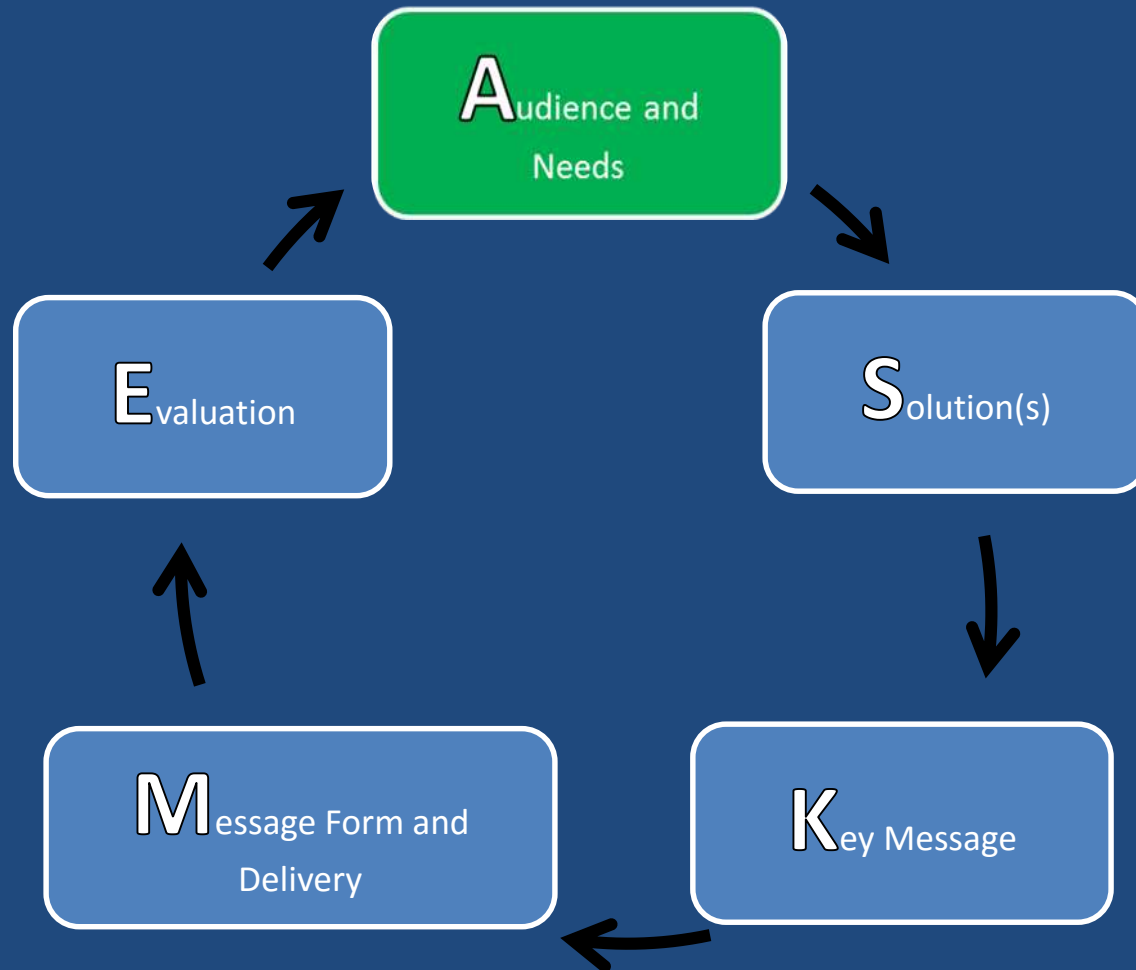 Audience and
Needs
Solution(s)
Key Message
Message Form and
Delivery
Evaluation